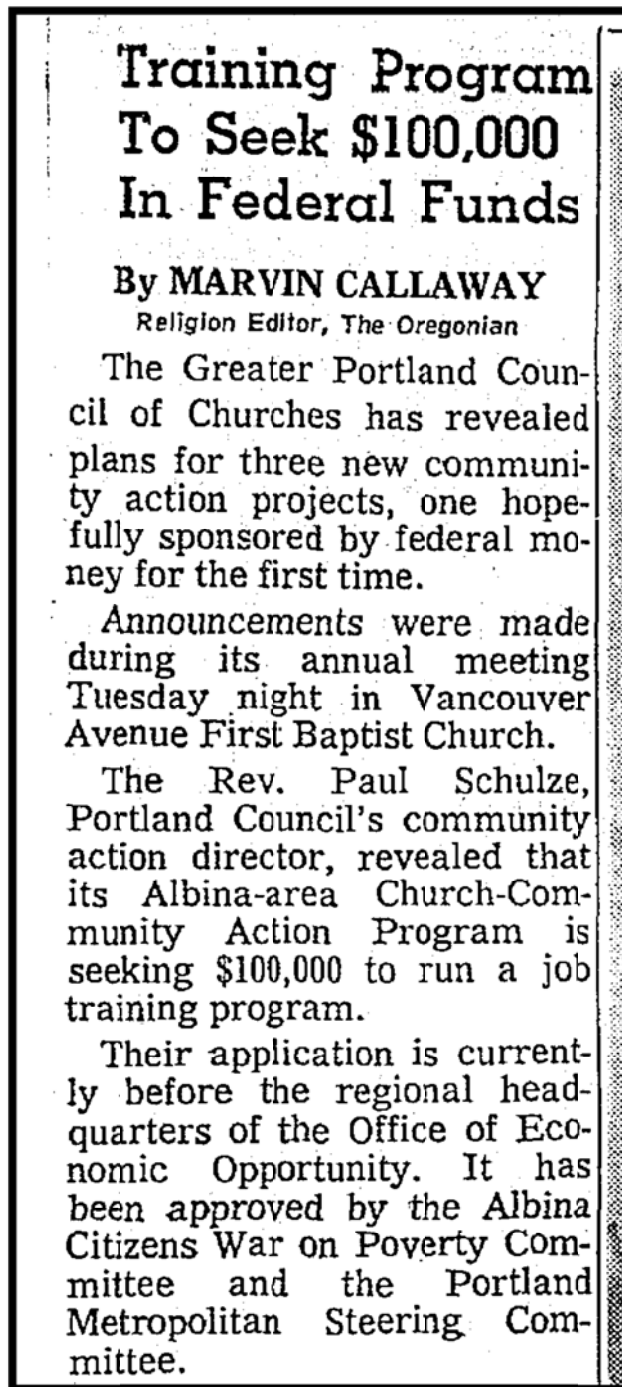 Training Program
To Seek $100,000
In Federal Funds
By MARVIN CALLAWAY
Religion Editor, The Oregonian
The Greater Portland Coun-
cil of Churches has revealed
plans for three new communi-
ty action projects, one hope-
fully sponsored by federal mo-
ney for the first time.
Announcements were made
during its annual meeting
Tuesday night in Vancouver
Avenue First Baptist Church.
The Rev. Paul Schulze,
Portland Council's community
action director, revealed that
its Albina-area Church-Com-
munity Action Program is
seeking $100,000 to run a job
training program.
Their application is current-
ly before the regional head-
quarters of the Office of Eco-
nomic Opportunity. It has
been approved by the Albina
Citizens War on Poverty Com-
mittee and the Portland
Metropolitan Steering Com-
mittee.